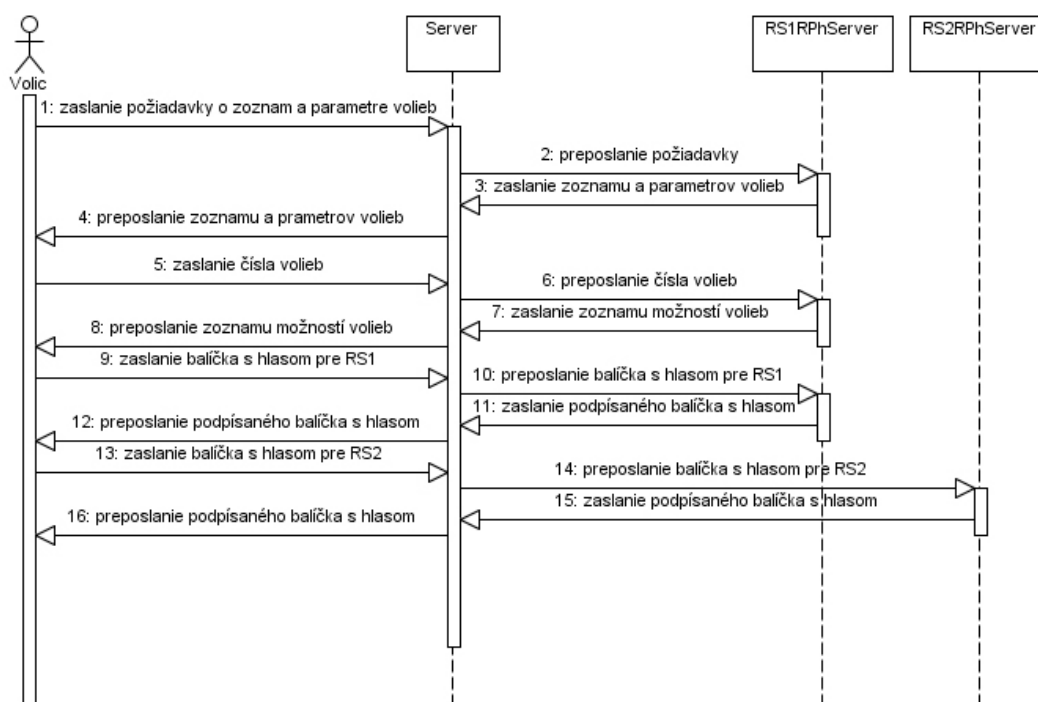 Server
RS1RPhServer
RS2RPhServer
Volic
1: zaslanie požiadavky o zoznam a parametre volieb
2: preposlanie požiadavky
3: zaslanie zoznamu a parametrov volieb
4: preposlanie zoznamu a prametrov volieb
5: zaslanie čísla volieb
6: preposlanie čísla volieb
7: zaslanie zoznamu možností volieb
8: preposlanie zoznamu možností volieb
9: zaslanie balíčka s hlasom pre RS1
10: preposlanie balíčka s hlasom pre RS1
11: zaslanie podpísaného balíčka s hlasom
12: preposlanie podpísaného balíčka s hlasom
13: zaslanie balíčka s hlasom pre RS2
14: preposlanie balíčka s hlasom pre RS2
15: zaslanie podpísaného balíčka s hlasom
16: preposlanie podpísaného balíčka s hlasom